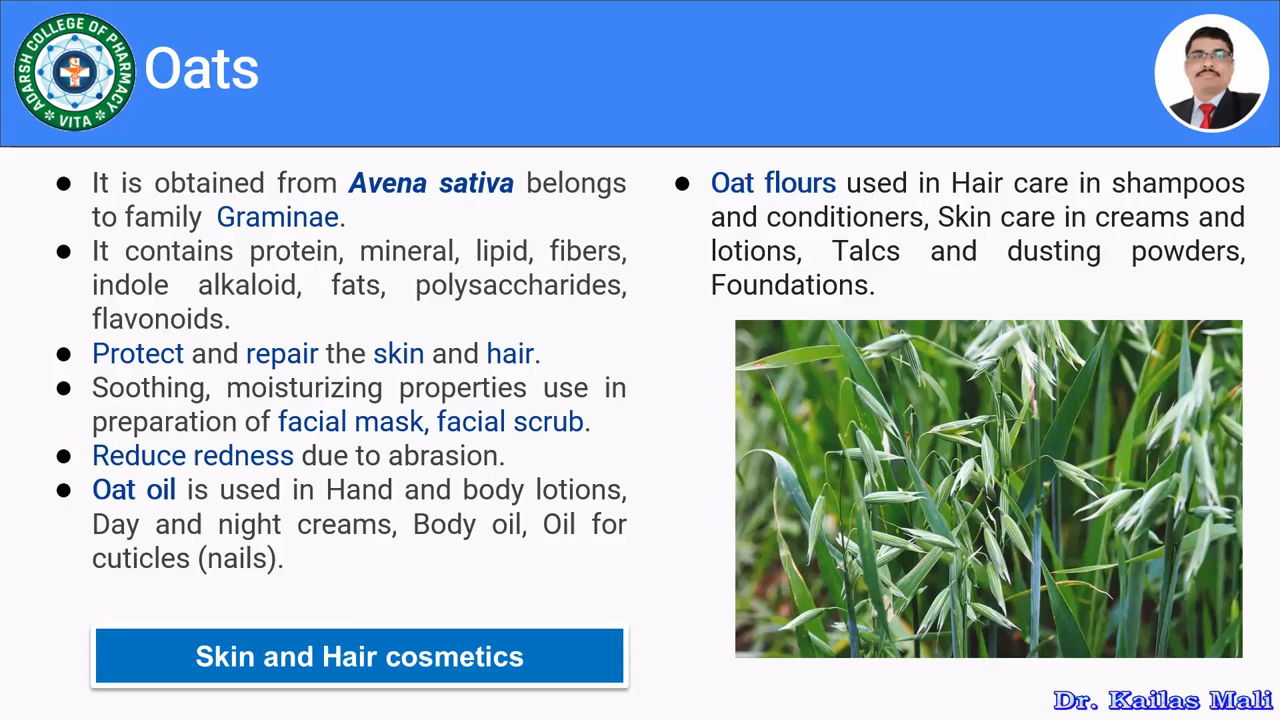 ADARSH COLLEGE OF PHARMACY
VITA
Oats
● It is obtained from Avena sativa belongs
to family Graminae.
● It contains protein, mineral, lipid, fibers,
indole alkaloid, fats, polysaccharides,
flavonoids.
● Protect and repair the skin and hair.
● Soothing, moisturizing properties use in
preparation of facial mask, facial scrub.
● Reduce redness due to abrasion.
● Oat oil is used in Hand and body lotions,
Day and night creams, Body oil, Oil for
cuticles (nails).
Skin and Hair cosmetics
● Oat flours used in Hair care in shampoos
and conditioners, Skin care in creams and
lotions, Talcs and dusting powders,
Foundations.
Dr. Kailas Mali